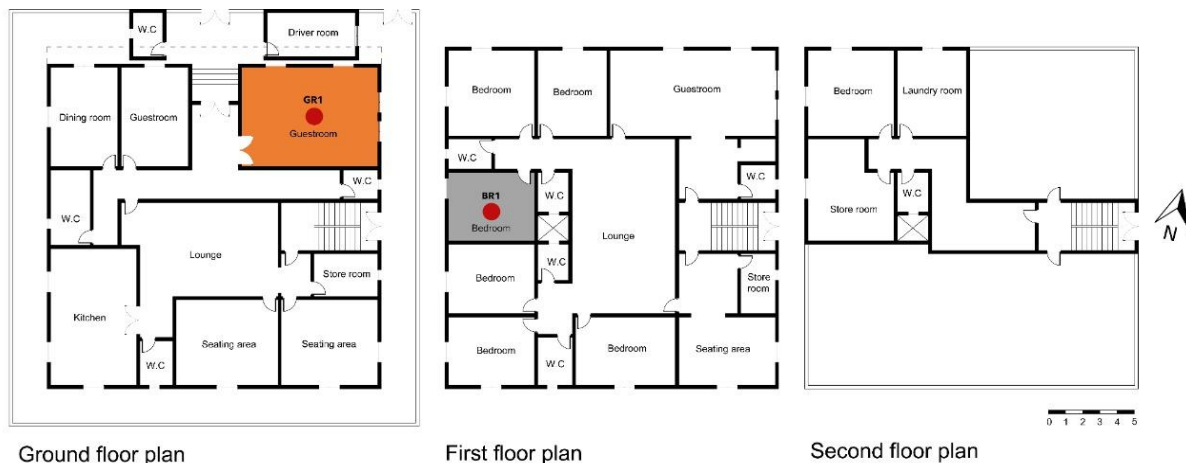 W.C
Driver room
GR1
Guestroom
Dining room
Guestroom
W.C
W.C
Lounge
Store room
Kitchen
Seating area
Seating area
W.C
Ground floor plan
Bedroom
Bedroom
Guestroom
W.C
W.C
W.C
BR1
Bedroom
Lounge
W.C
Bedroom
Store
room
Bedroom
W.C
Bedroom
Seating area
First floor plan
Bedroom
Laundry room
W.C
Store room
N
0 1 2 3 4 5
Second floor plan